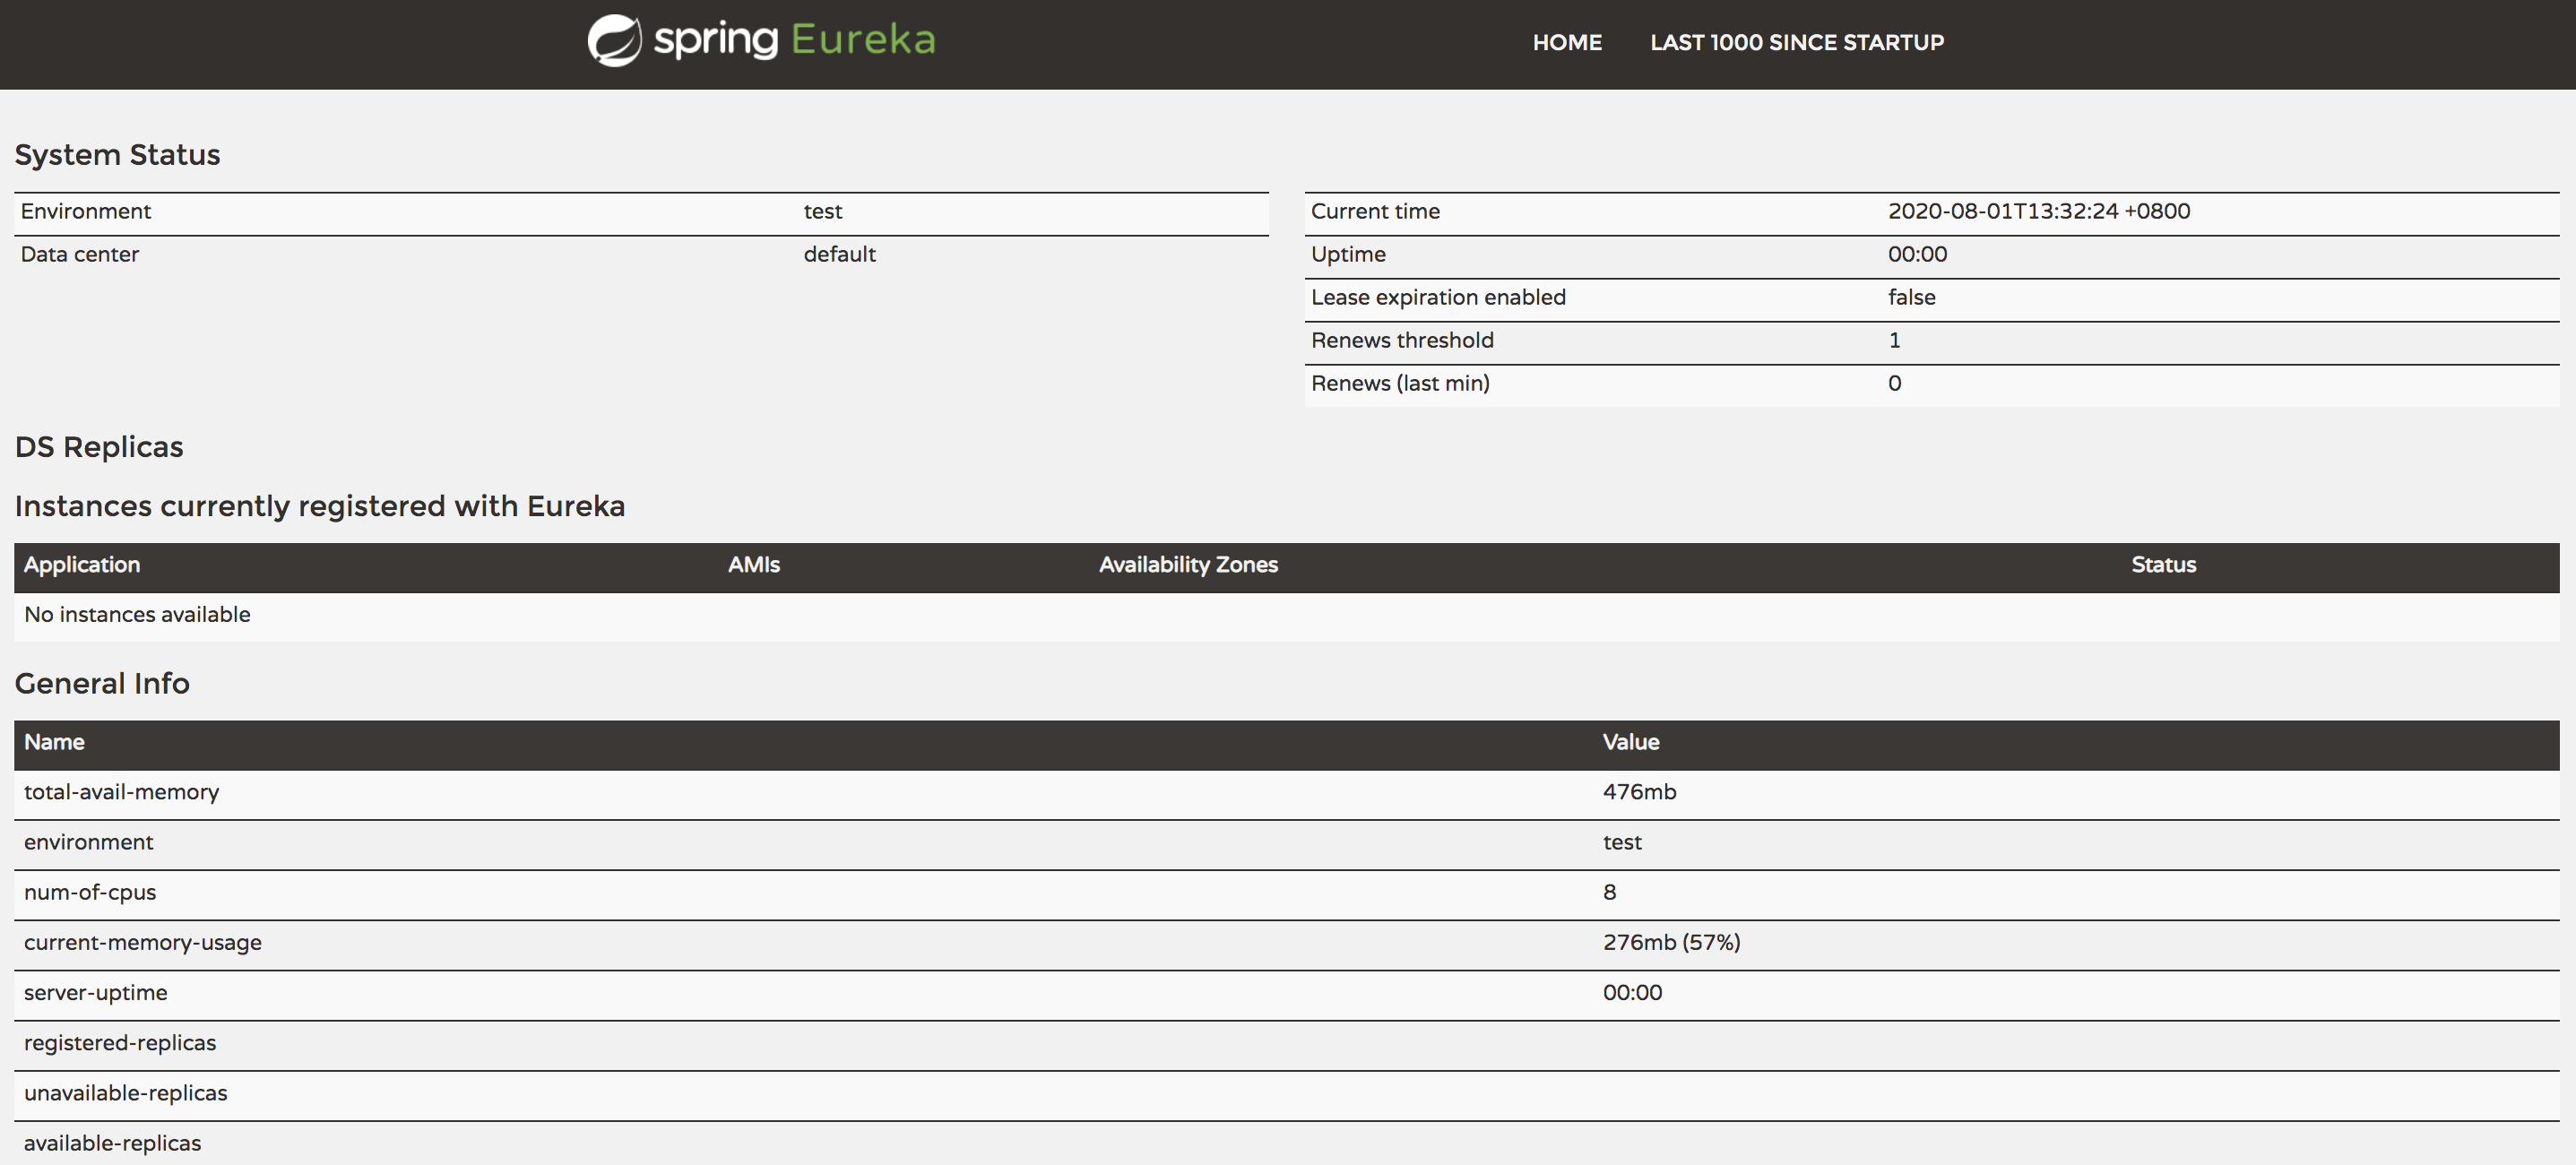 spring Eureka HOME LAST 1000 SINCE STARTUP
System Status
Environment test
Data center default
Current time 2020-08-01T13:32:24 +0800
Uptime 00:00
Lease expiration enabled false
Renews threshold 1
Renews (last min) 0
DS Replicas
Instances currently registered with Eureka
Application AMIs Availability Zones Status
No instances available
General Info
Name Value
total-avail-memory 476mb
environment test
num-of-cpus 8
current-memory-usage 276mb (57%)
server-uptime 00:00
registered-replicas
unavailable-replicas
available-replicas